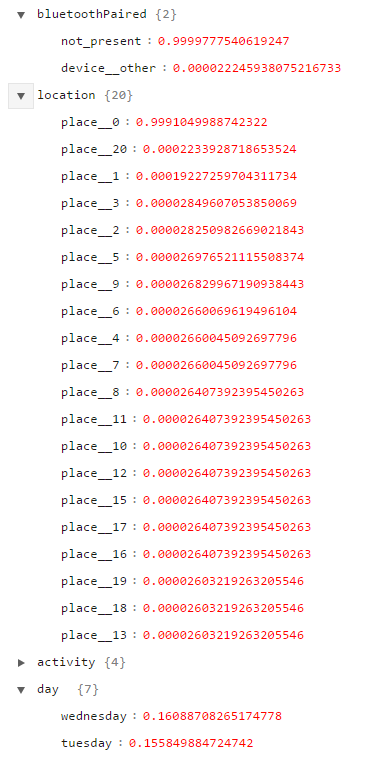 bluetoothPaired {2}
not_present : 0.9999777540619247
device__other : 0.000022245938075216733
location {20}
place__0 : 0.9991049988742322
place__20 : 0.0002233928718653524
place__1 : 0.00019227259704311734
place__3 : 0.00002849607053850069
place__2 : 0.000028250982669021843
place__5 : 0.000026976521115508374
place__9 : 0.000026829967190938443
place__6 : 0.00002660069619496104
place__4 : 0.00002660045092697796
place__7 : 0.00002660045092697796
place__8 : 0.000026407392395450263
place__11 : 0.000026407392395450263
place__10 : 0.000026407392395450263
place__12 : 0.000026407392395450263
place__15 : 0.000026407392395450263
place__17 : 0.000026407392395450263
place__16 : 0.000026407392395450263
place__19 : 0.00002603219263205546
place__18 : 0.00002603219263205546
place__13 : 0.00002603219263205546
activity {4}
day {7}
wednesday : 0.16088708265174778
tuesday : 0.155849884724742